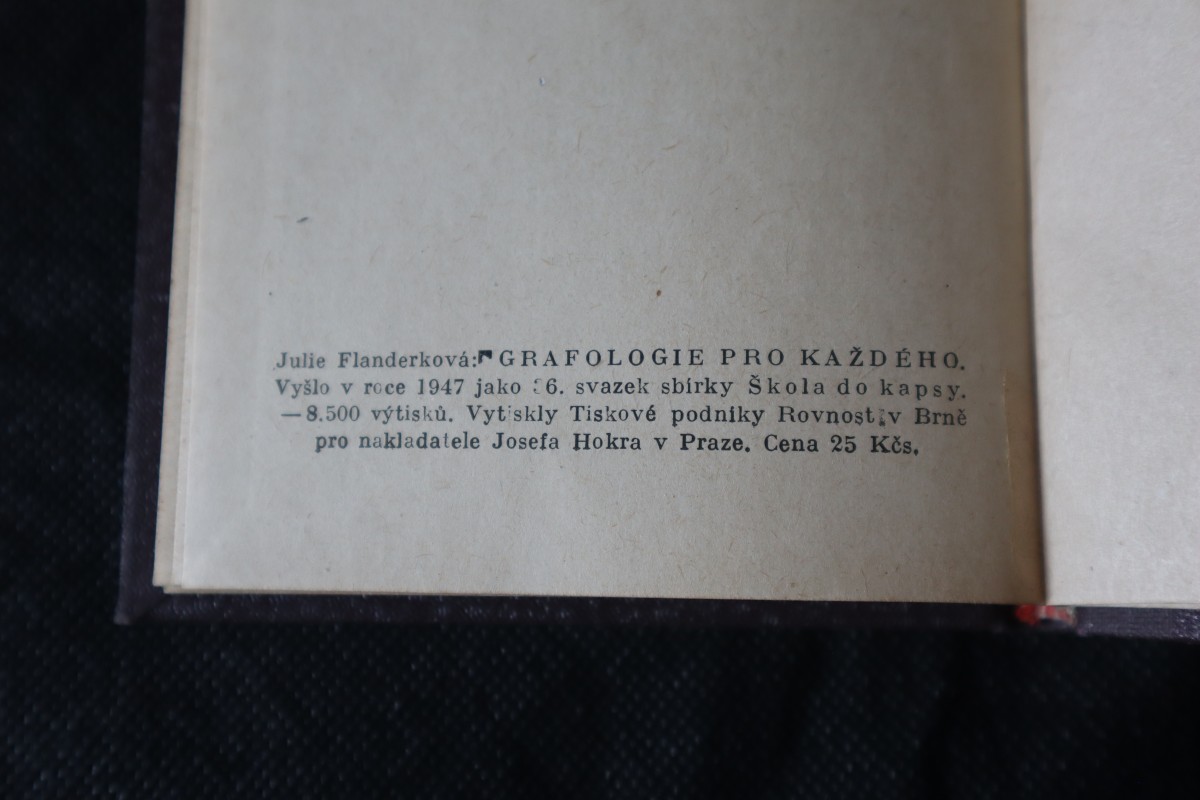 Julie Flanderková: GRAFOLOGIE PRO KAŽDÉHO.
Vyšlo v roce 1947 jako svazek sbírky Škola do kapsy.
— 8.500 výtisků. Vytiskly Tiskové podniky Rovnost v Brně
pro nakladatele Josefa Hokra v Praze. Cena 25 Kčs.